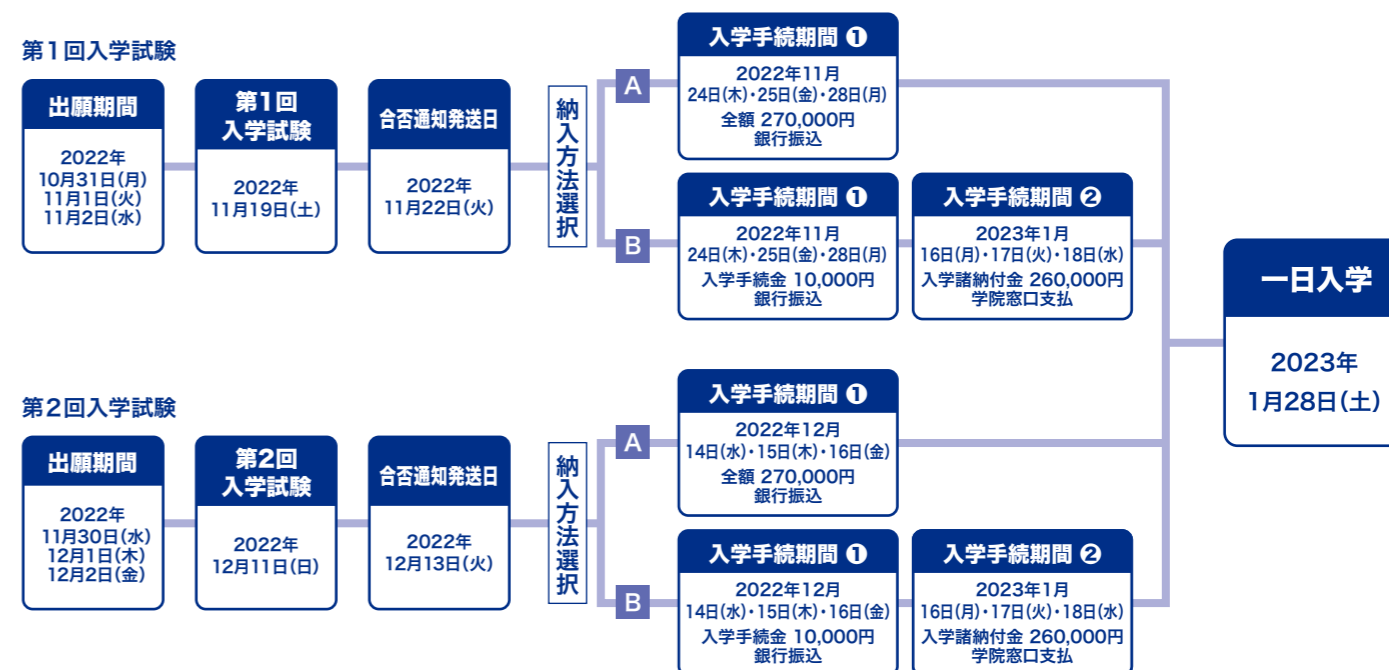 第1回入学試験
出願期間
2022年
10月31日(月)
11月1日(火)
11月2日(水)
第1回
入学試験
2022年
11月19日(土)
合否通知発送日
2022年
11月22日(火)
納入方法選択
A
入学手続期間 ❶
2022年11月
24日(木)・25日(金)・28日(月)
全額 270,000円
銀行振込
B
入学手続期間 ❶
2022年11月
24日(木)・25日(金)・28日(月)
入学手続金 10,000円
銀行振込
入学手続期間 ❷
2023年1月
16日(月)・17日(火)・18日(水)
入学諸納付金 260,000円
学院窓口支払
第2回入学試験
出願期間
2022年
11月30日(水)
12月1日(木)
12月2日(金)
第2回
入学試験
2022年
12月11日(日)
合否通知発送日
2022年
12月13日(火)
納入方法選択
A
入学手続期間 ❶
2022年12月
14日(水)・15日(木)・16日(金)
全額 270,000円
銀行振込
B
入学手続期間 ❶
2022年12月
14日(水)・15日(木)・16日(金)
入学手続金 10,000円
銀行振込
入学手続期間 ❷
2023年1月
16日(月)・17日(火)・18日(水)
入学諸納付金 260,000円
学院窓口支払
一日入学
2023年
1月28日(土)